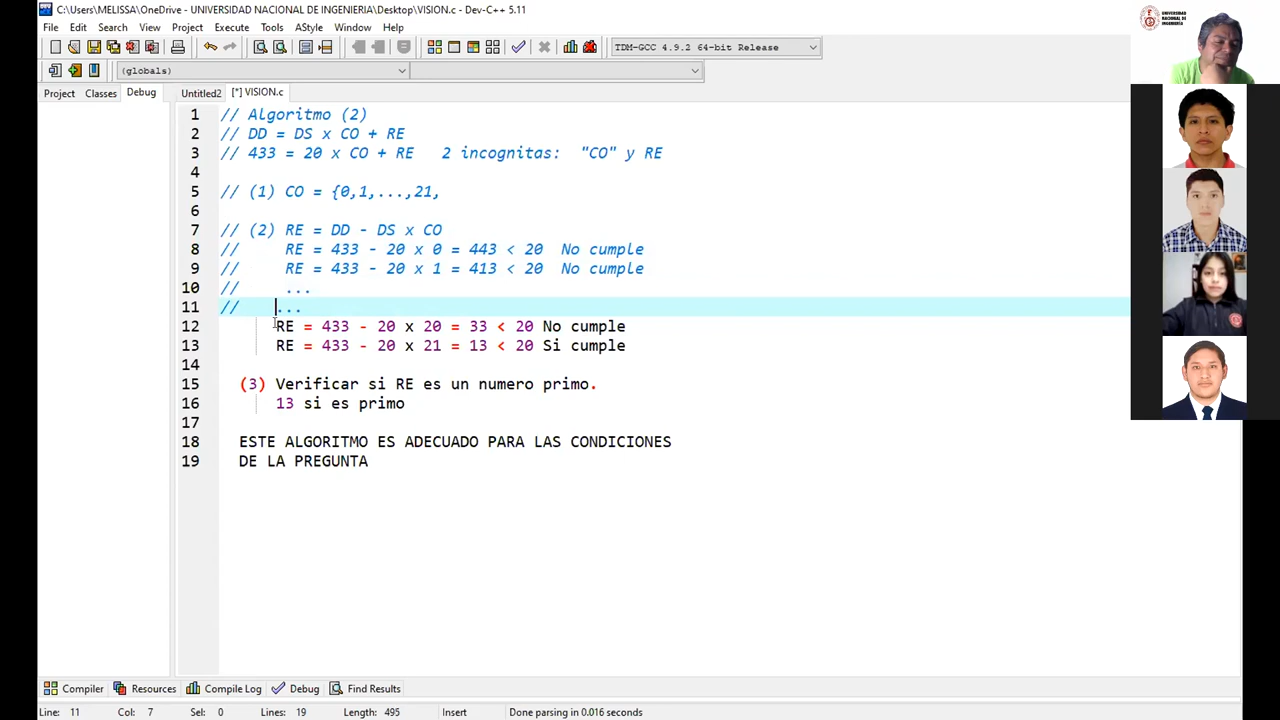 C:\Users\MELISSA\OneDrive - UNIVERSIDAD NACIONAL DE INGENIERIA\Desktop\VISION.c - Dev-C++ 5.11
File Edit Search View Project Execute Tools AStyle Window Help
TDM-GCC 4.9.2 64-bit Release
(globals)
Project Classes Debug Untitled2 [*] VISION.c
1 // Algoritmo (2)
2 // DD = DS x CO + RE
3 // 433 = 20 x CO + RE   2 incognitas:  "CO" y RE
4
5 // (1) CO = {0,1,...,21,
6
7 // (2) RE = DD - DS x CO
8 //     RE = 433 - 20 x 0 = 443 < 20  No cumple
9 //     RE = 433 - 20 x 1 = 413 < 20  No cumple
10 //     ...
11 //    ...
12 RE = 433 - 20 x 20 = 33 < 20 No cumple
13 RE = 433 - 20 x 21 = 13 < 20 Si cumple
14
15 (3) Verificar si RE es un numero primo.
16 13 si es primo
17
18 ESTE ALGORITMO ES ADECUADO PARA LAS CONDICIONES
19 DE LA PREGUNTA
Compiler Resources Compile Log Debug Find Results
Line: 11 Col: 7 Sel: 0 Lines: 19 Length: 495 Insert Done parsing in 0.016 seconds
UNIVERSIDAD
NACIONAL DE
INGENIERÍA